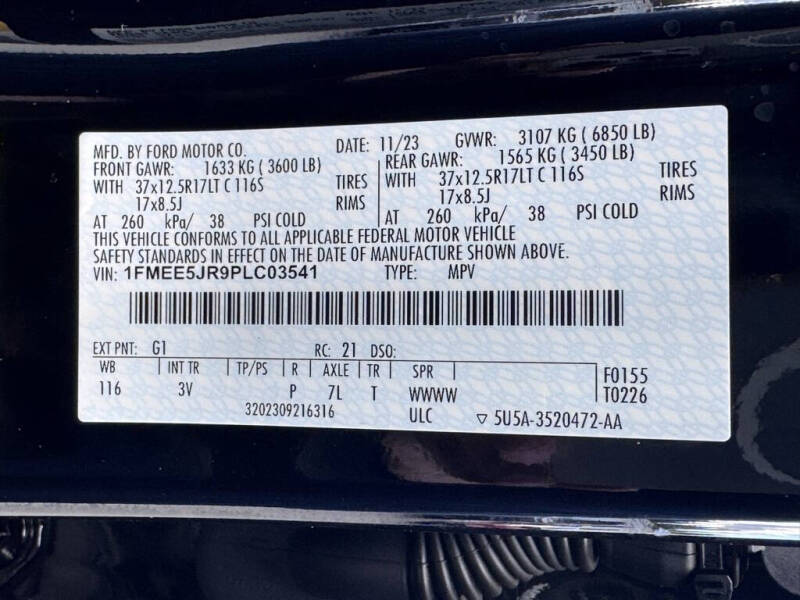 MFD. BY FORD MOTOR CO. DATE: 11/23 GVWR: 3107 KG ( 6850 LB)
FRONT GAWR: 1633 KG ( 3600 LB) REAR GAWR: 1565 KG ( 3450 LB)
WITH 37x12.5R17LT C 116S TIRES WITH 37x12.5R17LT C 116S TIRES
17x8.5J RIMS 17x8.5J RIMS
AT 260 kPa/ 38 PSI COLD AT 260 kPa/ 38 PSI COLD
THIS VEHICLE CONFORMS TO ALL APPLICABLE FEDERAL MOTOR VEHICLE
SAFETY STANDARDS IN EFFECT ON THE DATE OF MANUFACTURE SHOWN ABOVE.
VIN: 1FMEE5JR9PLC03541 TYPE: MPV
EXT PNT: G1 RC: 21 DSO:
WB INT TR TP/PS R AXLE TR SPR F0155
116 3V P 7L T WWWW T0226
3202309216316 ULC ▽ 5U5A-3520472-AA